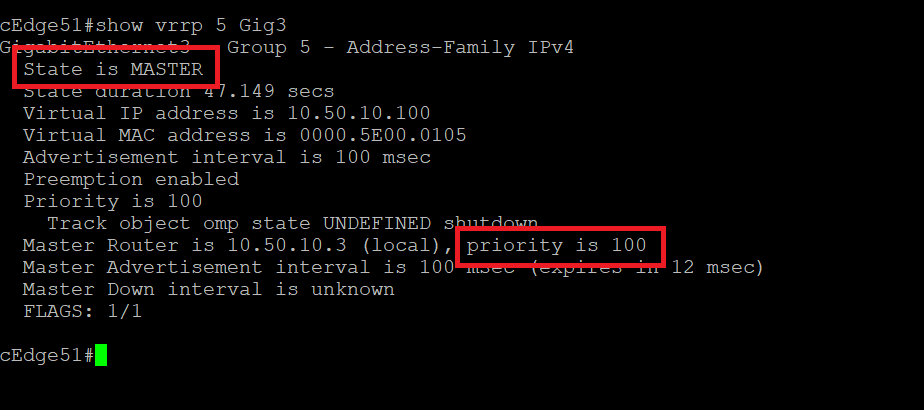 cEdge51#show vrrp 5 Gig3
GigabitEthernet3 - Group 5 - Address-Family IPv4
State is MASTER
State duration 47.149 secs
Virtual IP address is 10.50.10.100
Virtual MAC address is 0000.5E00.0105
Advertisement interval is 100 msec
Preemption enabled
Priority is 100
Track object omp state UNDEFINED shutdown
Master Router is 10.50.10.3 (local), priority is 100
Master Advertisement interval is 100 msec (expires in 12 msec)
Master Down interval is unknown
FLAGS: 1/1
cEdge51#